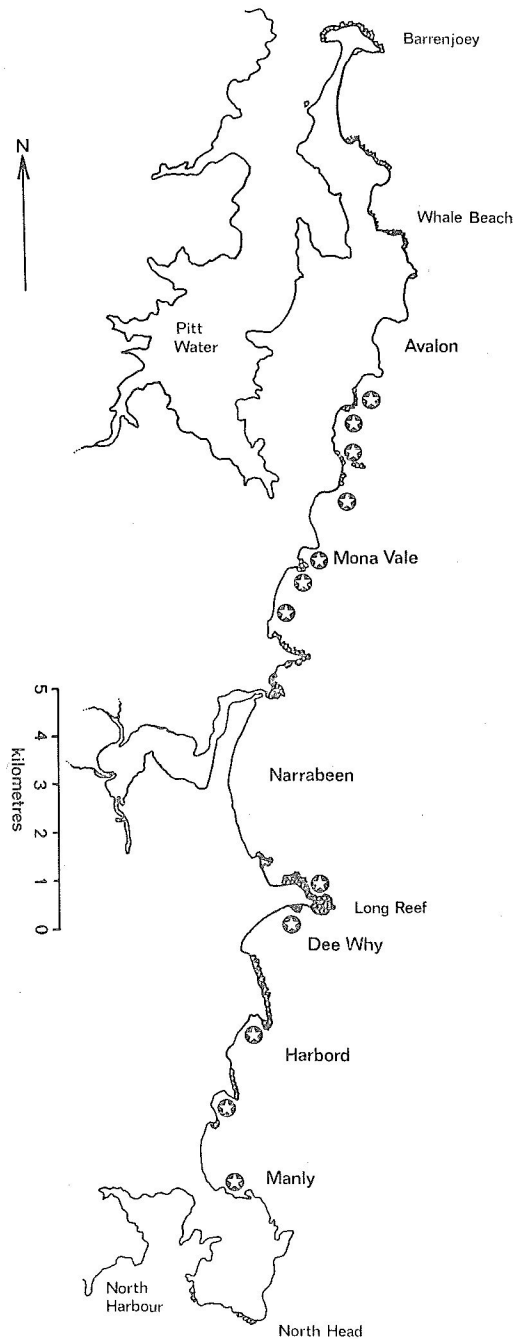 Barrenjoey
N
Whale Beach
Pitt
Water
Avalon
Mona Vale
5
4
3
2
1
0
kilometres
Narrabeen
Long Reef
Dee Why
Harbord
Manly
North
Harbour
North Head